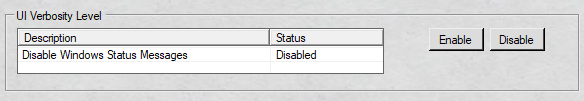 UI Verbosity Level
Description Status
Disable Windows Status Messages Disabled
Enable Disable